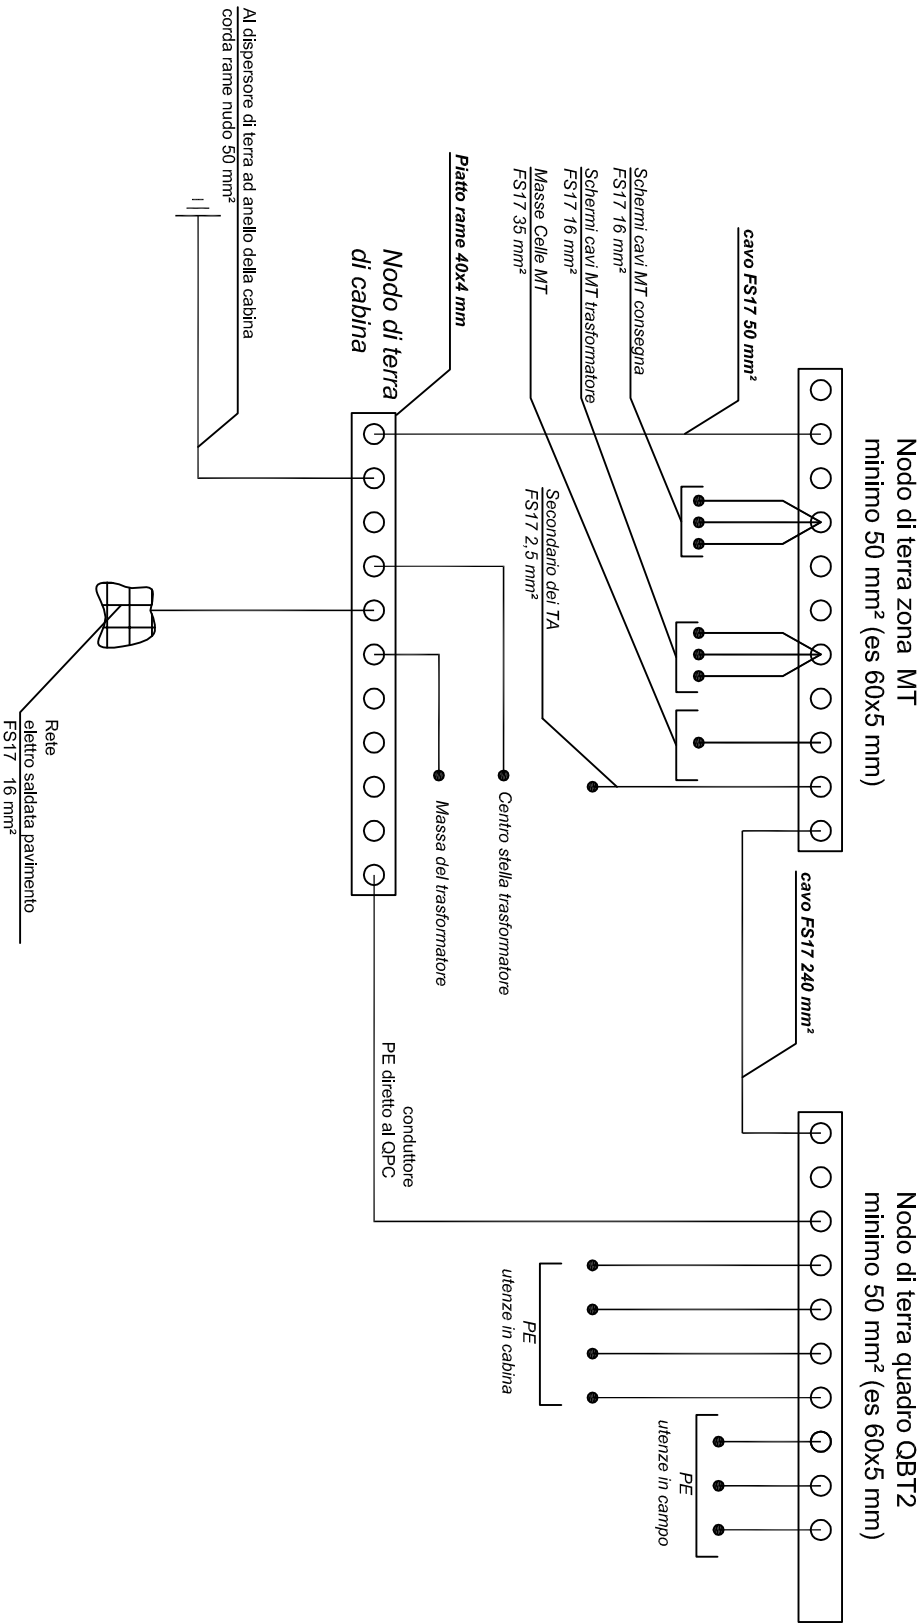 Nodo di terra zona MT
minimo 50 mm² (es 60x5 mm)
Nodo di terra quadro QBT2
minimo 50 mm² (es 60x5 mm)
cavo FS17 50 mm²
cavo FS17 240 mm²
Schermi cavi MT consegna
FS17 16 mm²
Schermi cavi MT trasformatore
FS17 16 mm²
Masse Celle MT
FS17 35 mm²
Secondario dei TA
FS17 2,5 mm²
PE
utenze in campo
PE
utenze in cabina
Piatto rame 40x4 mm
Nodo di terra
di cabina
Centro stella trasformatore
Massa del trasformatore
conduttore
PE diretto al QPC
Al dispersore di terra ad anello della cabina
corda rame nudo 50 mm²
Rete
elettro saldata pavimento
FS17 16 mm²